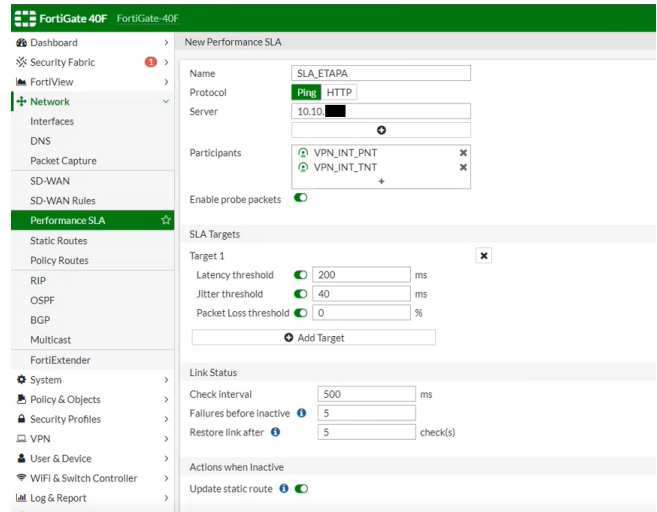 FortiGate 40F FortiGate-40F
Dashboard
Security Fabric 1
FortiView
Network
Interfaces
DNS
Packet Capture
SD-WAN
SD-WAN Rules
Performance SLA
Static Routes
Policy Routes
RIP
OSPF
BGP
Multicast
FortiExtender
System
Policy & Objects
Security Profiles
VPN
User & Device
WiFi & Switch Controller
Log & Report
New Performance SLA
Name SLA_ETAPA
Protocol Ping HTTP
Server 10.10.
Participants VPN_INT_PNT
VPN_INT_TNT
Enable probe packets
SLA Targets
Target 1
Latency threshold 200 ms
Jitter threshold 40 ms
Packet Loss threshold 0 %
Add Target
Link Status
Check interval 500 ms
Failures before inactive 5
Restore link after 5 check(s)
Actions when Inactive
Update static route